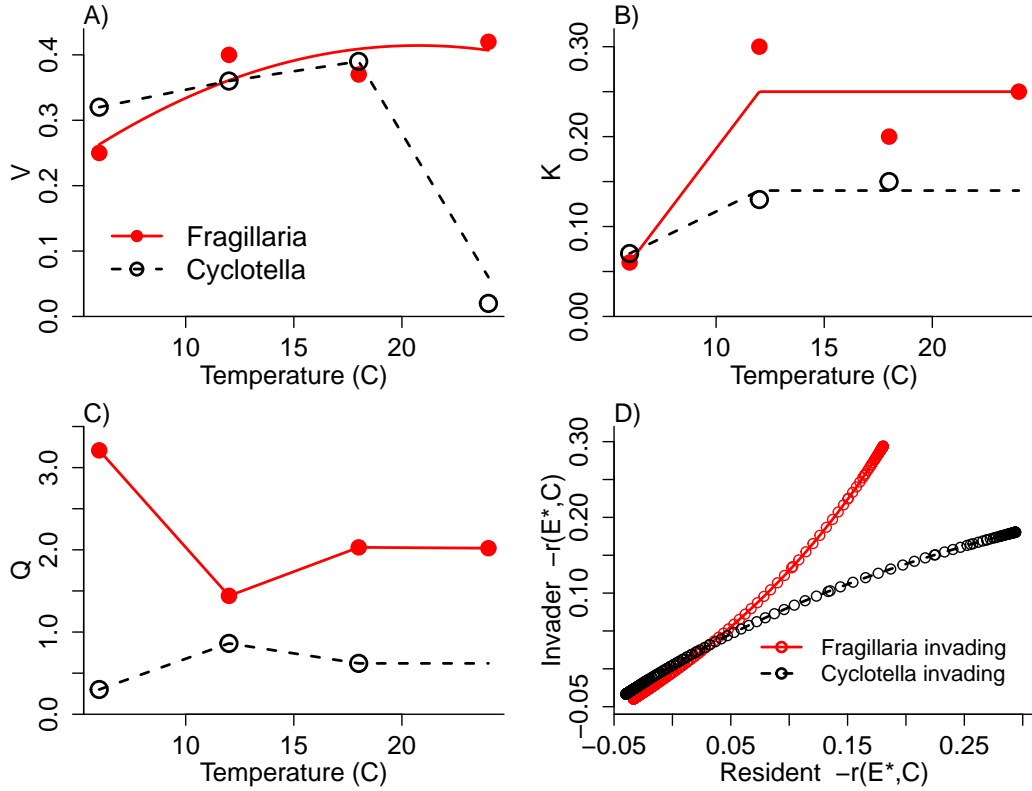 A)
V
0.0 0.1 0.2 0.3 0.4
Fragillaria
Cyclotella
10 15 20
Temperature (C)
B)
K
0.00 0.10 0.20 0.30
10 15 20
Temperature (C)
C)
Q
0.0 1.0 2.0 3.0
10 15 20
Temperature (C)
D)
Invader −r(E*,C)
−0.05 0.10 0.20 0.30
Fragillaria invading
Cyclotella invading
−0.05 0.05 0.15 0.25
Resident −r(E*,C)